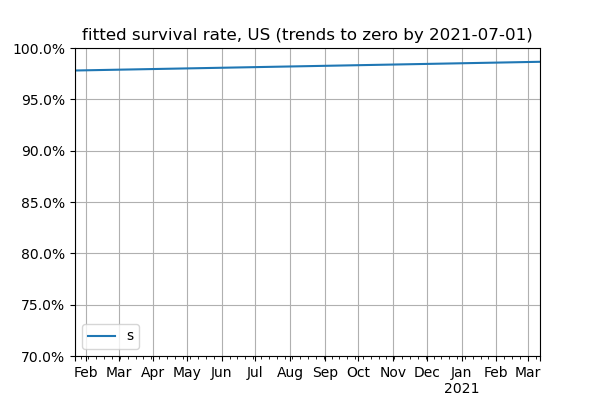 fitted survival rate, US (trends to zero by 2021-07-01)
100.0%
95.0%
90.0%
85.0%
80.0%
75.0%
70.0%
s
Feb Mar Apr May Jun Jul Aug Sep Oct Nov Dec Jan Feb Mar
2021